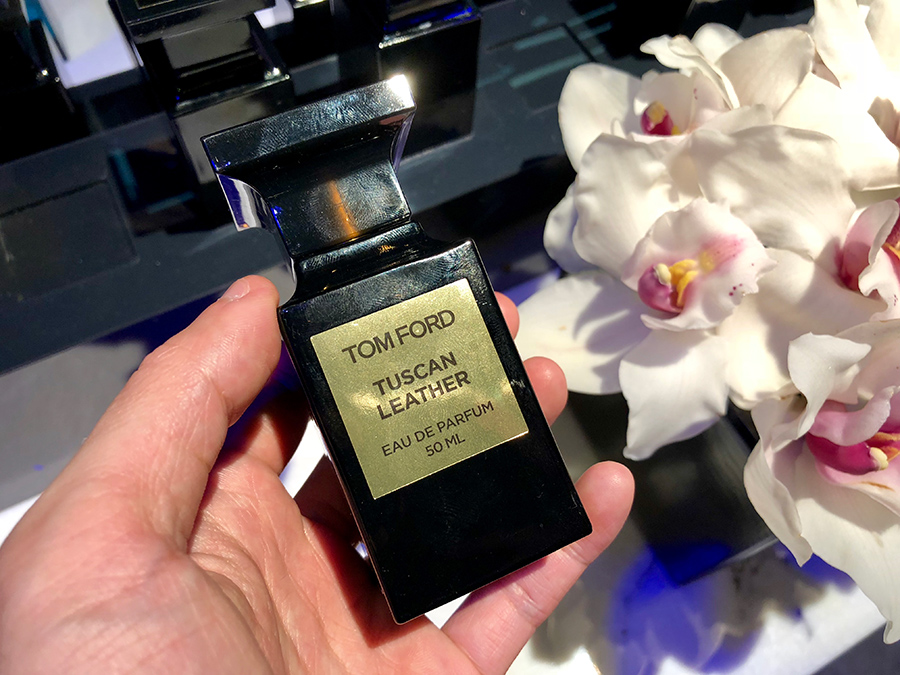 TOM FORD
TUSCAN
LEATHER
EAU DE PARFUM
50 ML